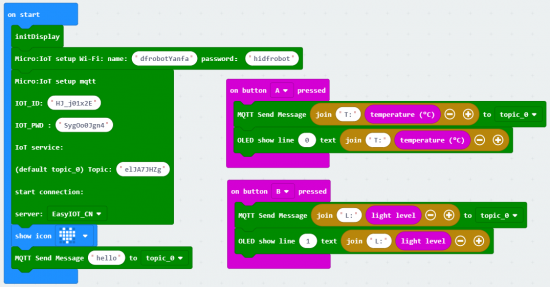 on start
initDisplay
Micro:IoT setup Wi-Fi: name: "dfrobotYanfa" password: "hidfrobot"
Micro:IoT setup mqtt
IOT_ID: "HJ_j01x2E"
IOT_PWD : "SygOo0Jgn4"
IoT service:
(default topic_0) Topic: "elJA7JHZg"
start connection:
server: EasyIOT_CN
show icon
MQTT Send Message "hello" to topic_0
on button A pressed
MQTT Send Message join "T:" temperature (°C) to topic_0
OLED show line 0 text join "T:" temperature (°C)
on button B pressed
MQTT Send Message join "L:" light level to topic_0
OLED show line 1 text join "L:" light level